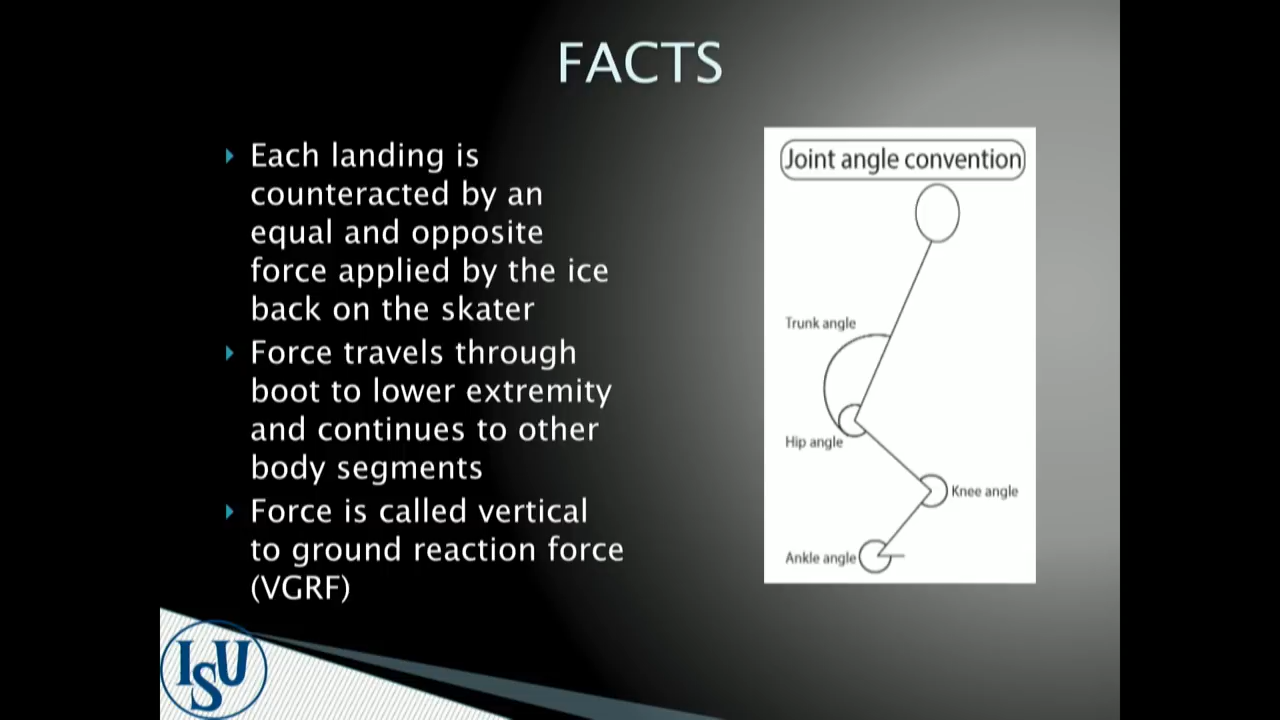 FACTS
Each landing is
counteracted by an
equal and opposite
force applied by the ice
back on the skater
Force travels through
boot to lower extremity
and continues to other
body segments
Force is called vertical
to ground reaction force
(VGRF)
Joint angle convention
Trunk angle
Hip angle
Knee angle
Ankle angle
ISU